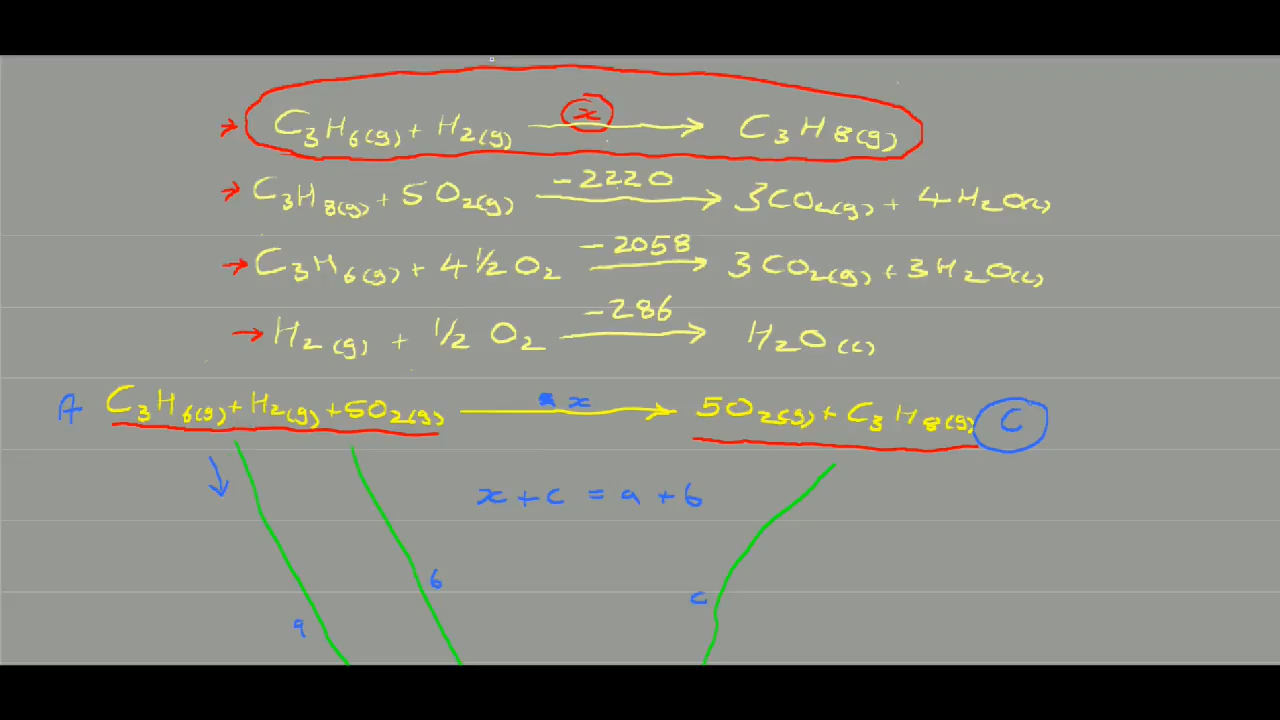 C3H6(g) + H2(g) x → C3H8(g)
C3H8(g) + 5O2(g) -2220 → 3CO2(g) + 4H2O(l)
C3H6(g) + 4½O2 -2058 → 3CO2(g) + 3H2O(l)
H2(g) + ½ O2 -286 → H2O(l)
A C3H6(g) + H2(g) + 5O2(g) x → 5O2(g) + C3H8(g) C
x + c = a + b
b
c
a